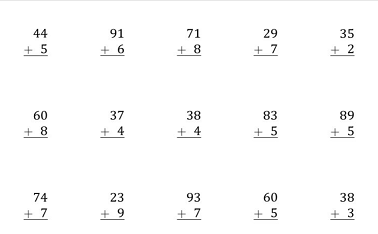 44 91 71 29 35
+ 5 + 6 + 8 + 7 + 2
60 37 38 83 89
+ 8 + 4 + 4 + 5 + 5
74 23 93 60 38
+ 7 + 9 + 7 + 5 + 3